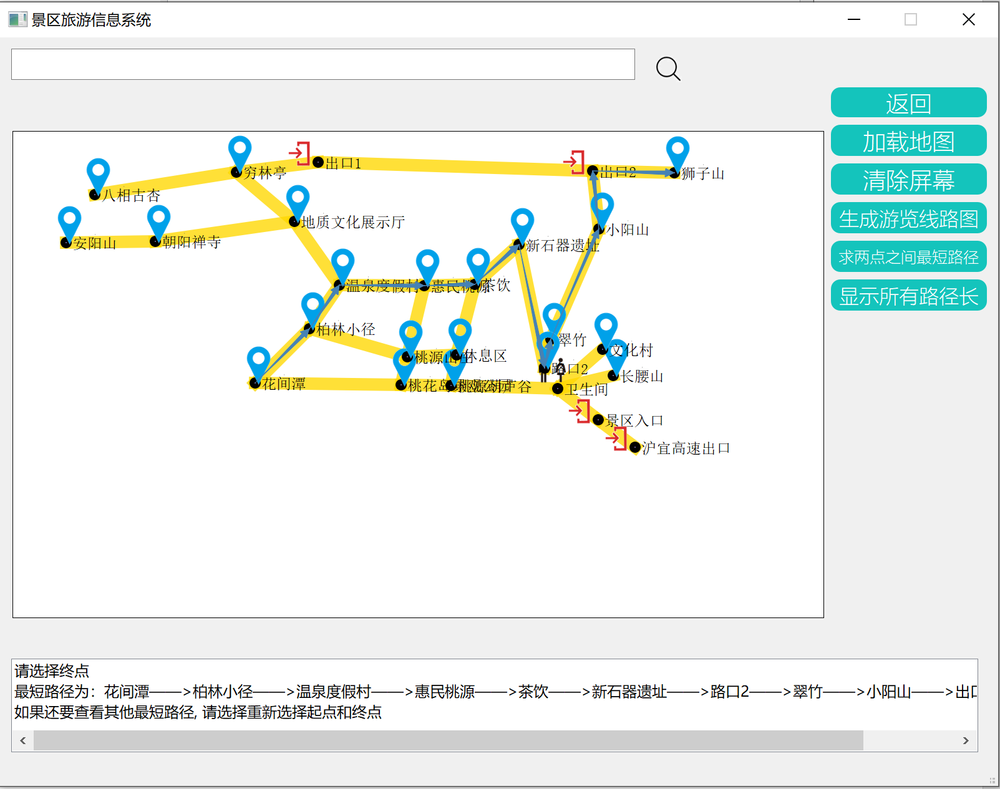 景区旅游信息系统
返回
加载地图
清除屏幕
生成游览线路图
求两点之间最短路径
显示所有路径长
穷林亭
出口1
出口2
狮子山
八相古杏
地质文化展示厅
小阳山
安阳山
朝阳禅寺
新石器遗址
温泉度假村
惠民桃源
茶饮
柏林小径
翠竹
文化村
桃源山庄
休息区
路口2
长腰山
花间潭
桃花岛
葫芦谷
卫生间
景区入口
沪宜高速出口
请选择终点
最短路径为：花间潭——>柏林小径——>温泉度假村——>惠民桃源——>茶饮——>新石器遗址——>路口2——>翠竹——>小阳山——>出口
如果还要查看其他最短路径, 请选择重新选择起点和终点